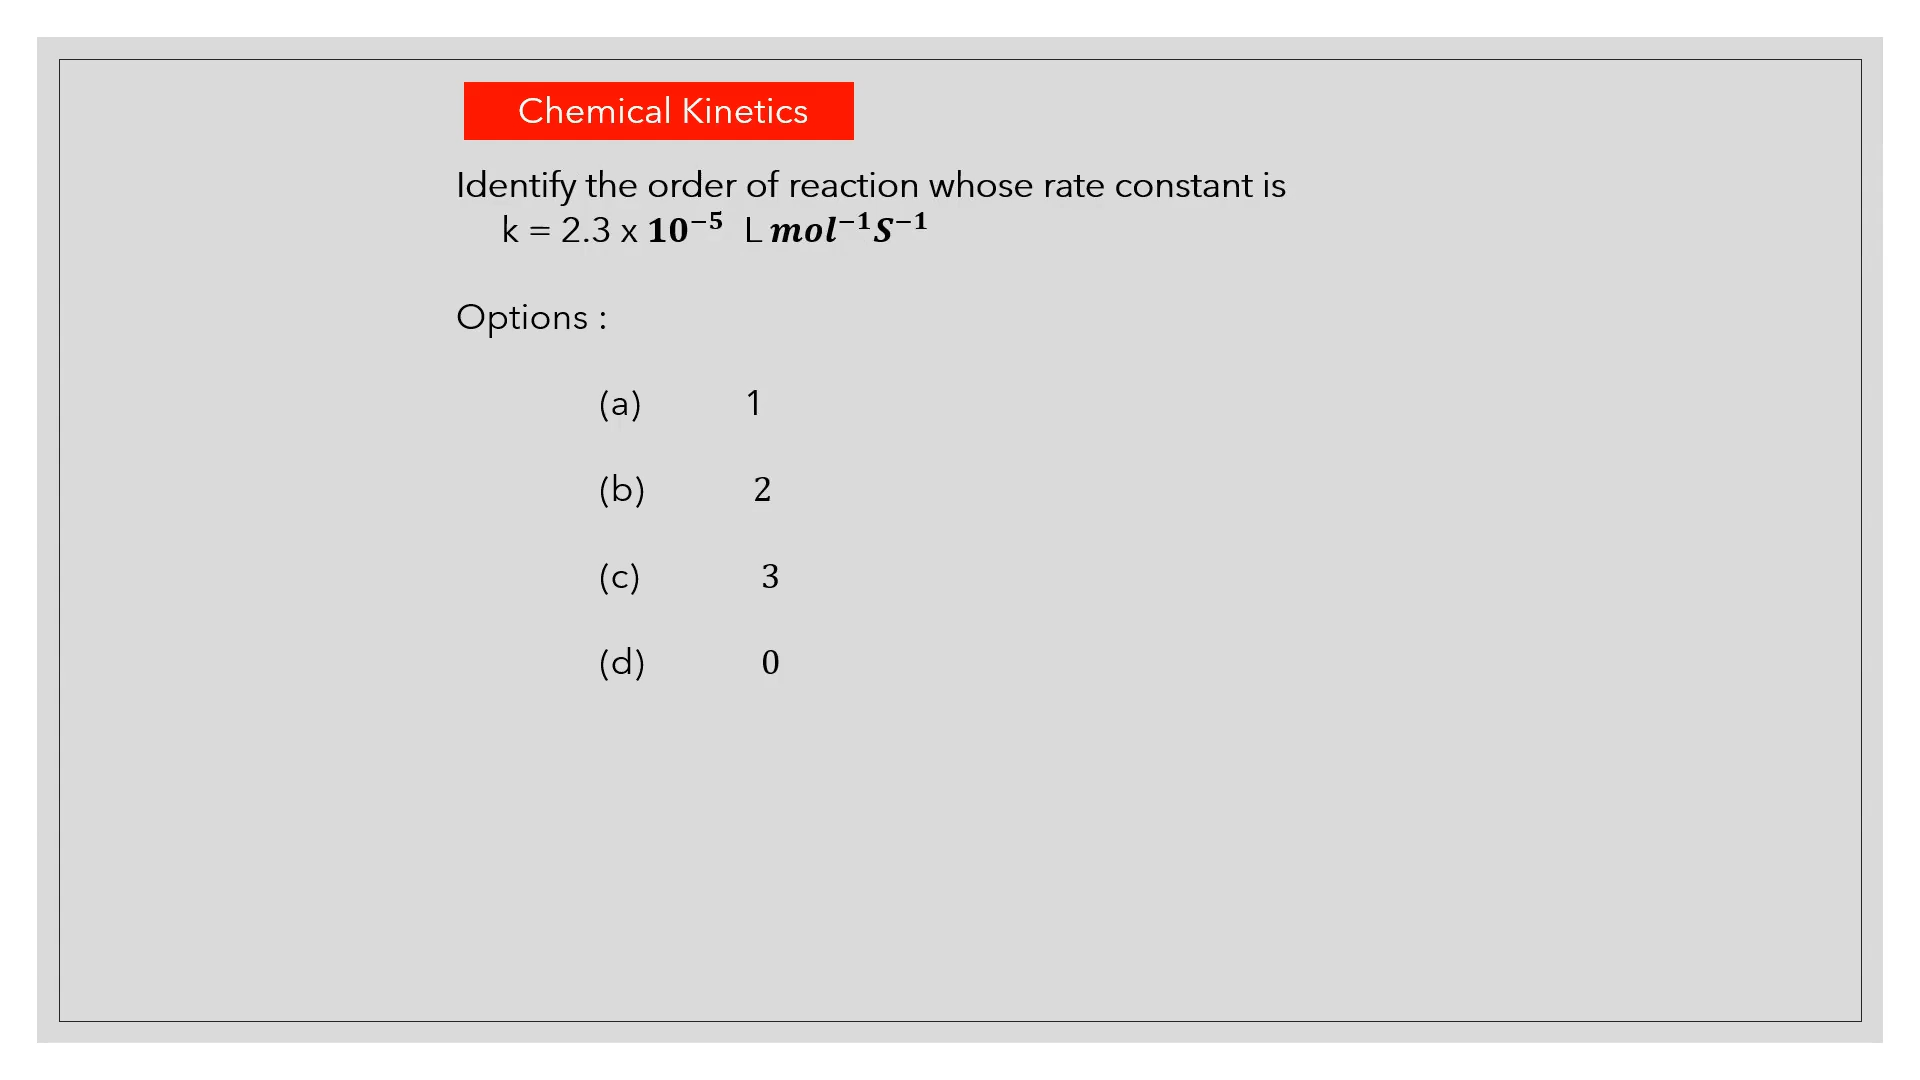 Chemical Kinetics
Identify the order of reaction whose rate constant is
k = 2.3 x 10⁻⁵ L mol⁻¹S⁻¹
Options :
(a) 1
(b) 2
(c) 3
(d) 0